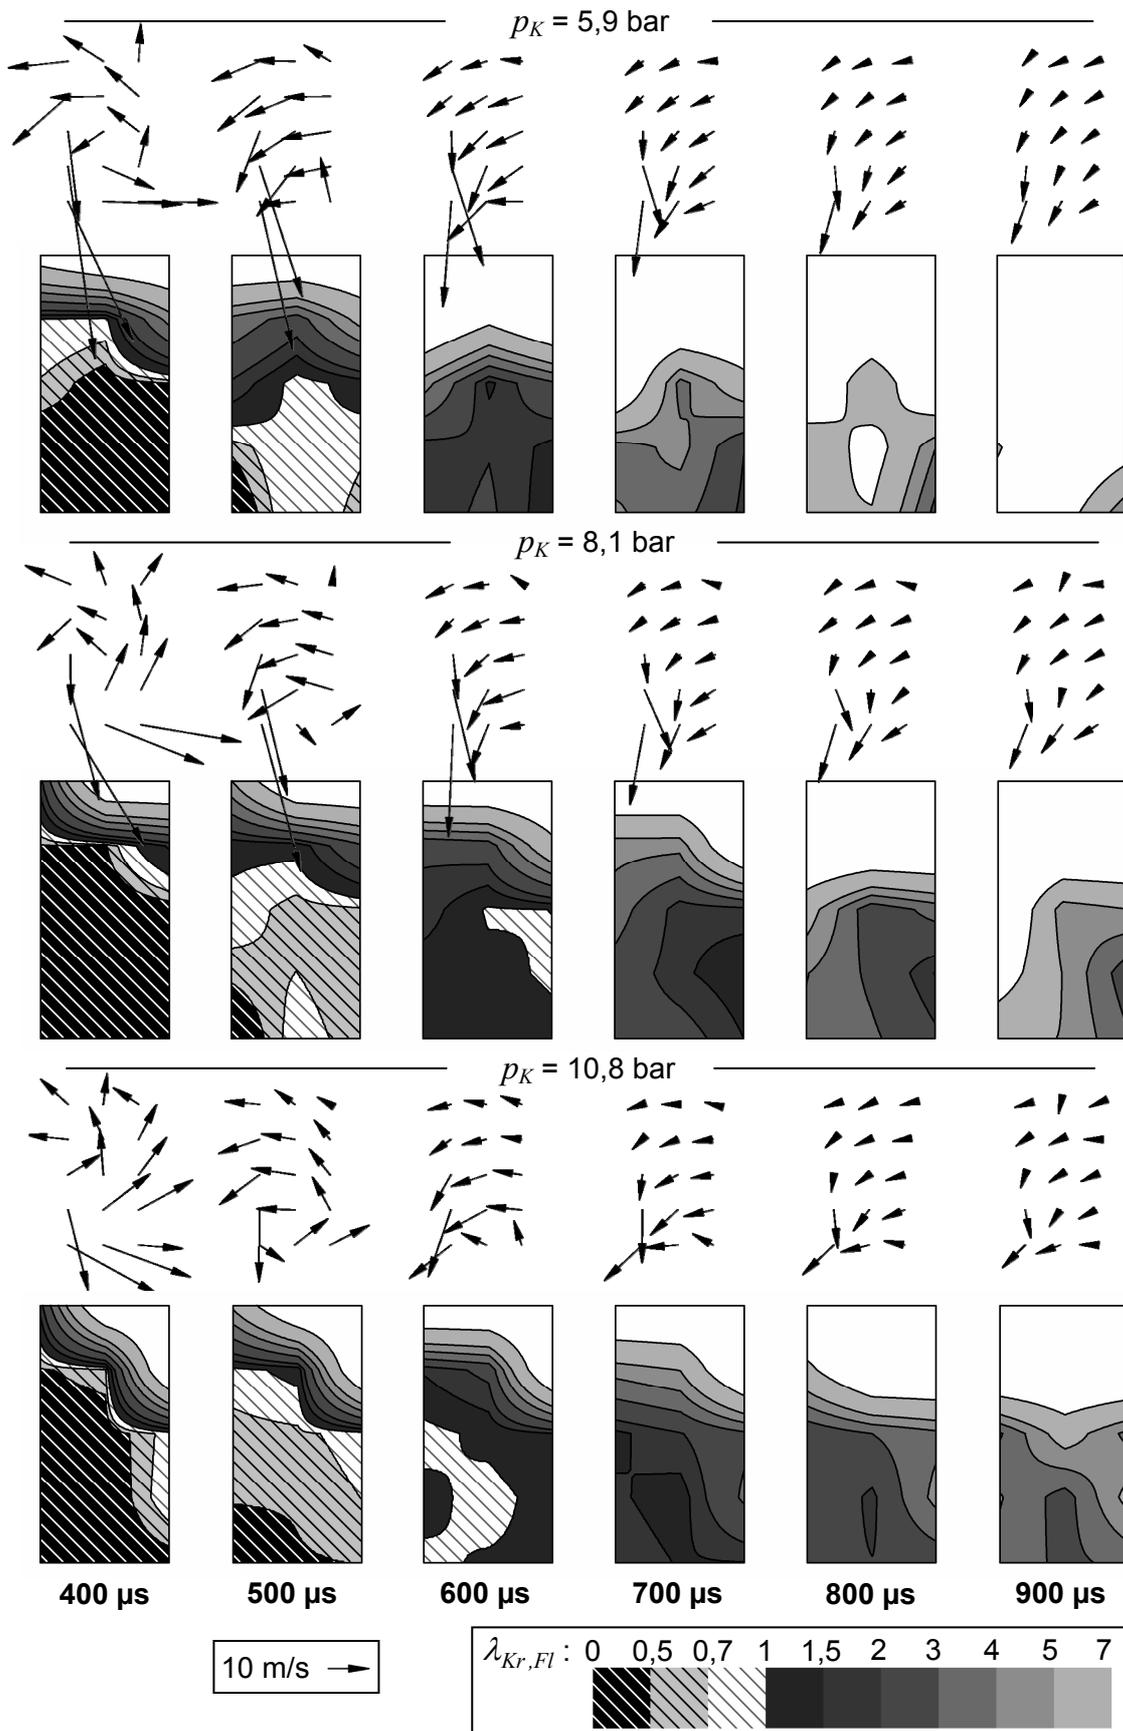 p_K = 5,9 bar
p_K = 8,1 bar
p_K = 10,8 bar
400 µs 500 µs 600 µs 700 µs 800 µs 900 µs
10 m/s
λ_Kr,Fl : 0 0,5 0,7 1 1,5 2 3 4 5 7